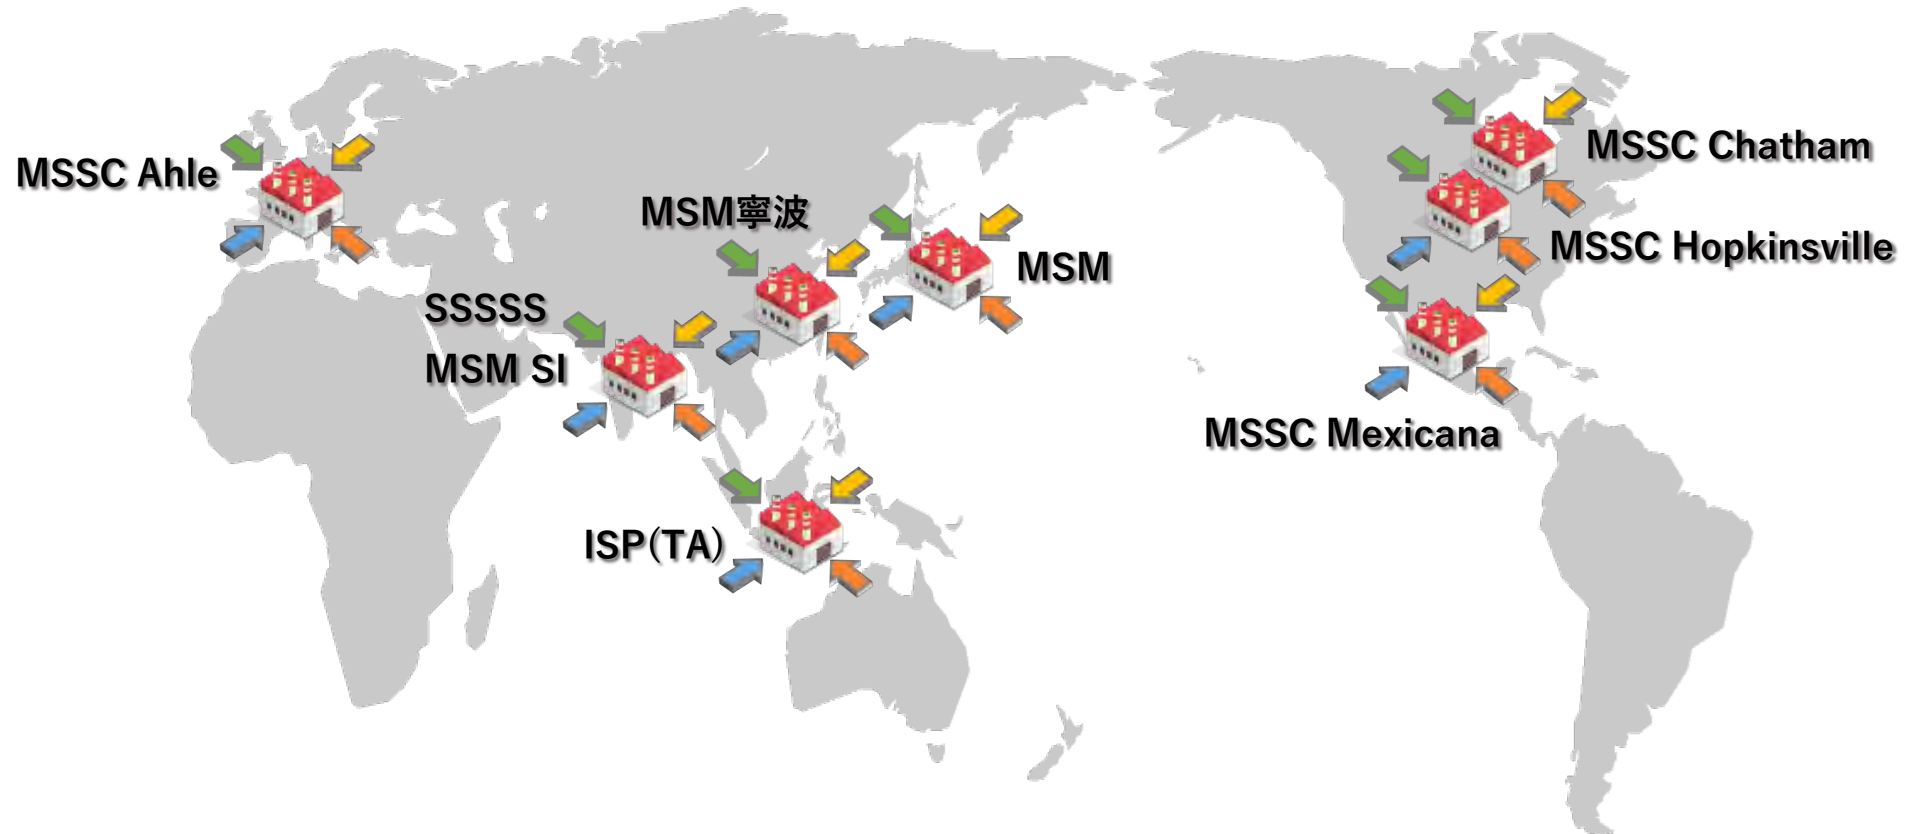 MSSC Chatham
MSSC Ahle
MSM寧波
MSSC Hopkinsville
MSM
SSSSS
MSM SI
MSSC Mexicana
ISP(TA)